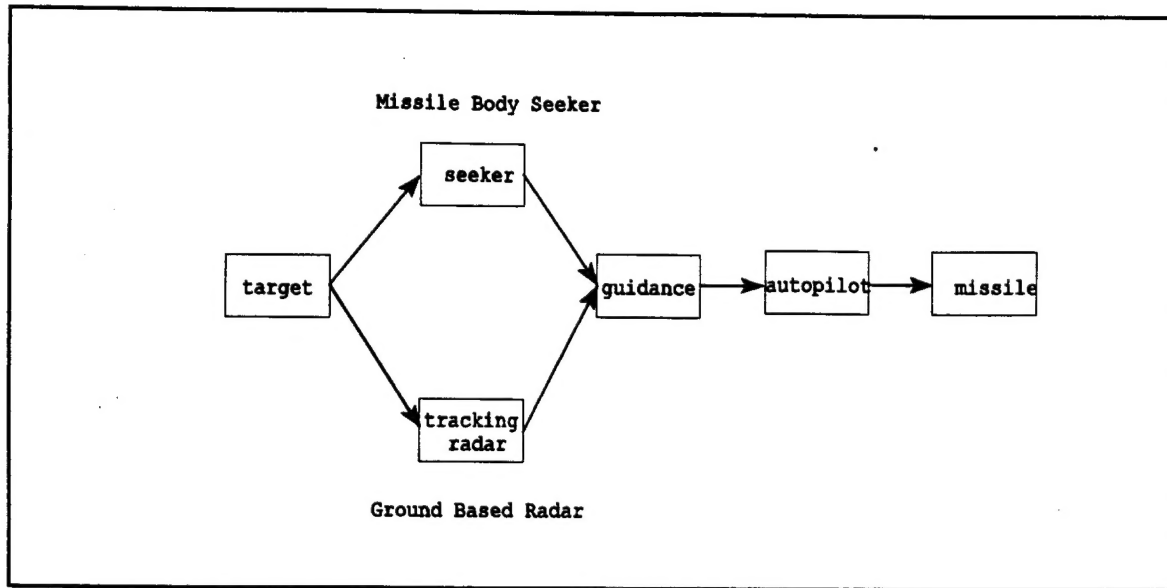 Missile Body Seeker
seeker
target
guidance
autopilot
missile
tracking
radar
Ground Based Radar